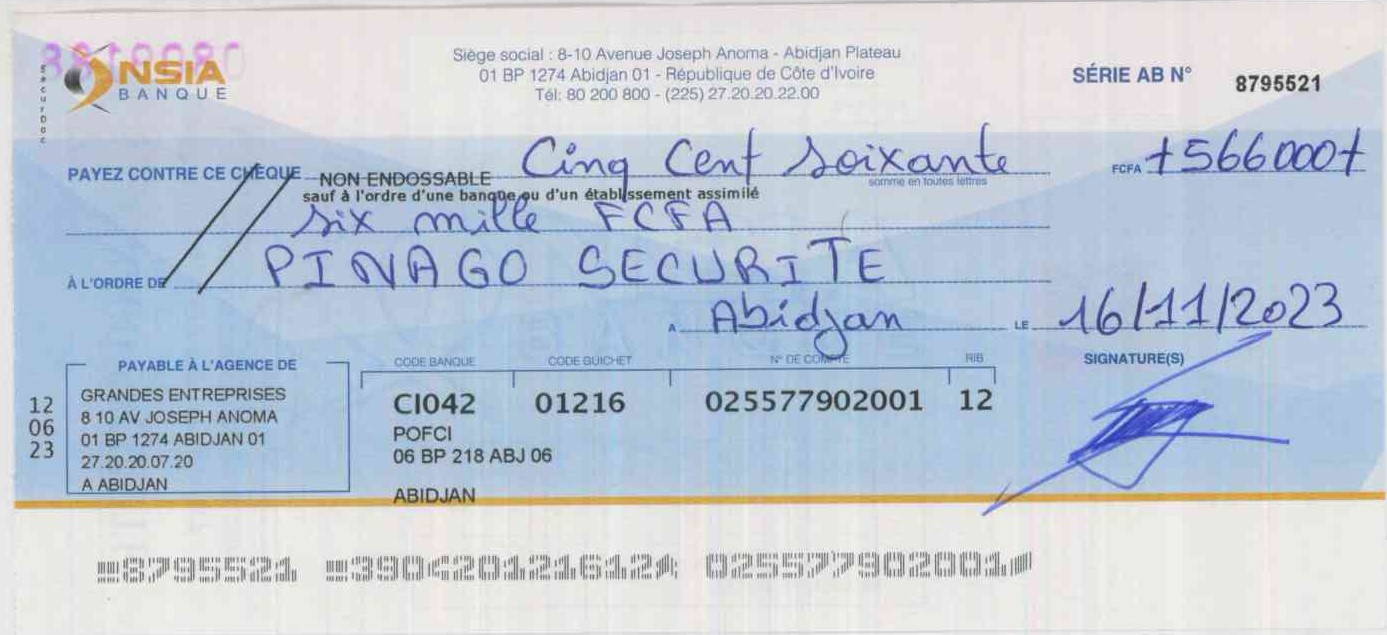 NSIA
BANQUE
SecurDoc
Siège social : 8-10 Avenue Joseph Anoma - Abidjan Plateau
01 BP 1274 Abidjan 01 - République de Côte d'Ivoire
Tél: 80 200 800 - (225) 27.20.20.22.00
SÉRIE AB N° 8795521
PAYEZ CONTRE CE CHÈQUE Cinq Cent soixante FCFA +566000+
NON ENDOSSABLE somme en toutes lettres
sauf à l'ordre d'une banque ou d'un établissement assimilé
six mille FCFA
À L'ORDRE DE PINAGO SECURITE
A Abidjan LE 16/11/2023
PAYABLE À L'AGENCE DE
GRANDES ENTREPRISES
8 10 AV JOSEPH ANOMA
01 BP 1274 ABIDJAN 01
27.20.20.07.20
A ABIDJAN
12
06
23
CODE BANQUE CODE GUICHET N° DE COMPTE RIB
CI042 01216 025577902001 12
POFCI
06 BP 218 ABJ 06
ABIDJAN
SIGNATURE(S)
8795521 390420121612 025577902001